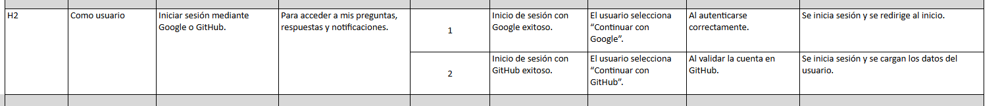 H2
Como usuario
Iniciar sesión mediante
Google o GitHub.
Para acceder a mis preguntas,
respuestas y notificaciones.
1
Inicio de sesión con
Google exitoso.
El usuario selecciona
“Continuar con
Google”.
Al autenticarse
correctamente.
Se inicia sesión y se redirige al inicio.
2
Inicio de sesión con
GitHub exitoso.
El usuario selecciona
“Continuar con
GitHub”.
Al validar la cuenta en
GitHub.
Se inicia sesión y se cargan los datos del
usuario.